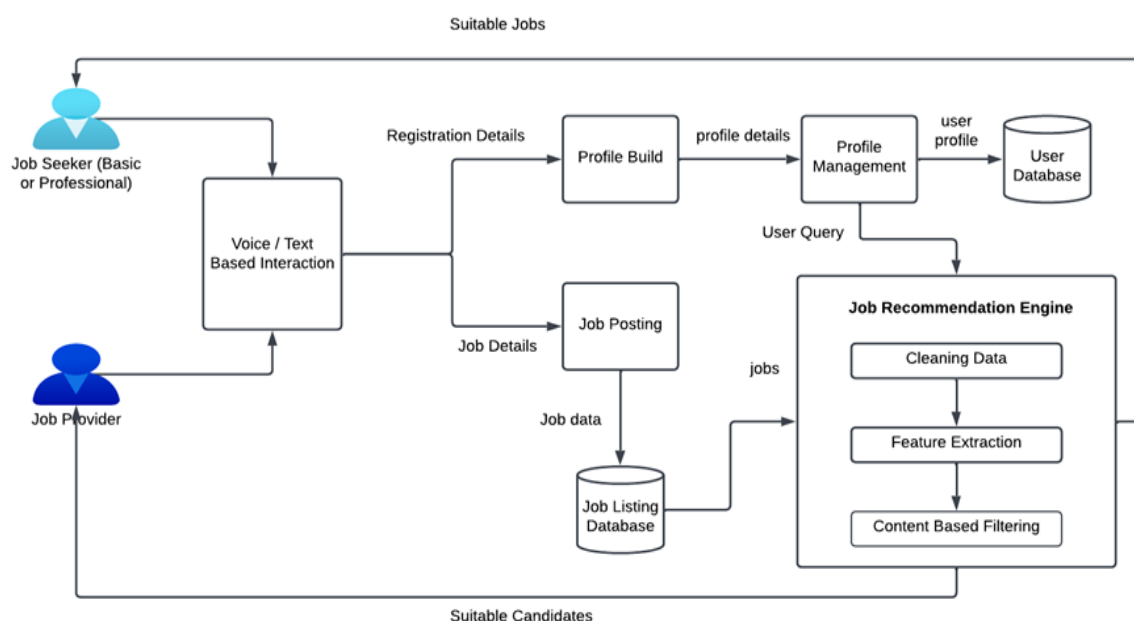 Suitable Jobs
Job Seeker (Basic
or Professional)
Registration Details
Profile Build
profile details
Profile
Management
user
profile
User
Database
Voice / Text
Based Interaction
User Query
Job Provider
Job Details
Job Posting
Job data
Job Listing
Database
jobs
Job Recommendation Engine
Cleaning Data
Feature Extraction
Content Based Filtering
Suitable Candidates